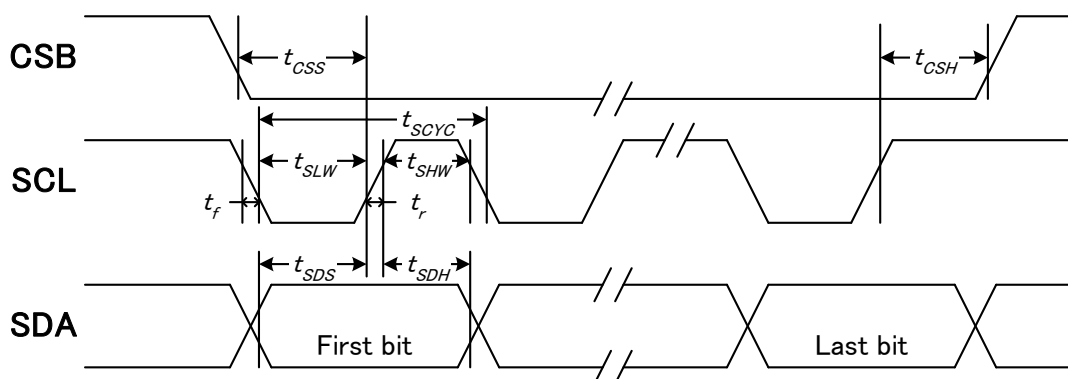 CSB
t_CSS
t_CSH
t_SCYC
SCL
t_SLW
t_SHW
t_f
t_r
t_SDS
t_SDH
SDA
First bit
Last bit